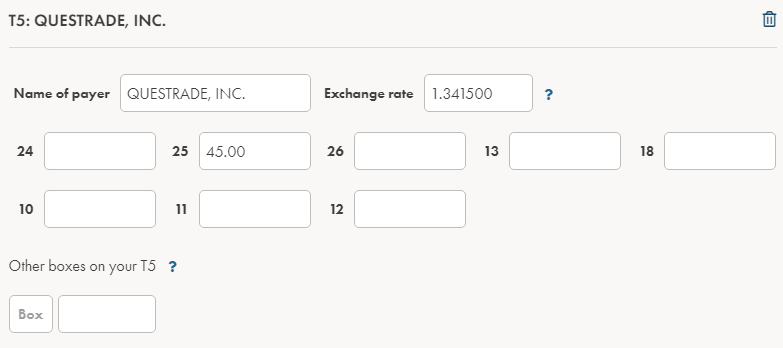 T5: QUESTRADE, INC.
Name of payer QUESTRADE, INC. Exchange rate 1.341500 ?
24 25 45.00 26 13 18
10 11 12
Other boxes on your T5 ?
Box